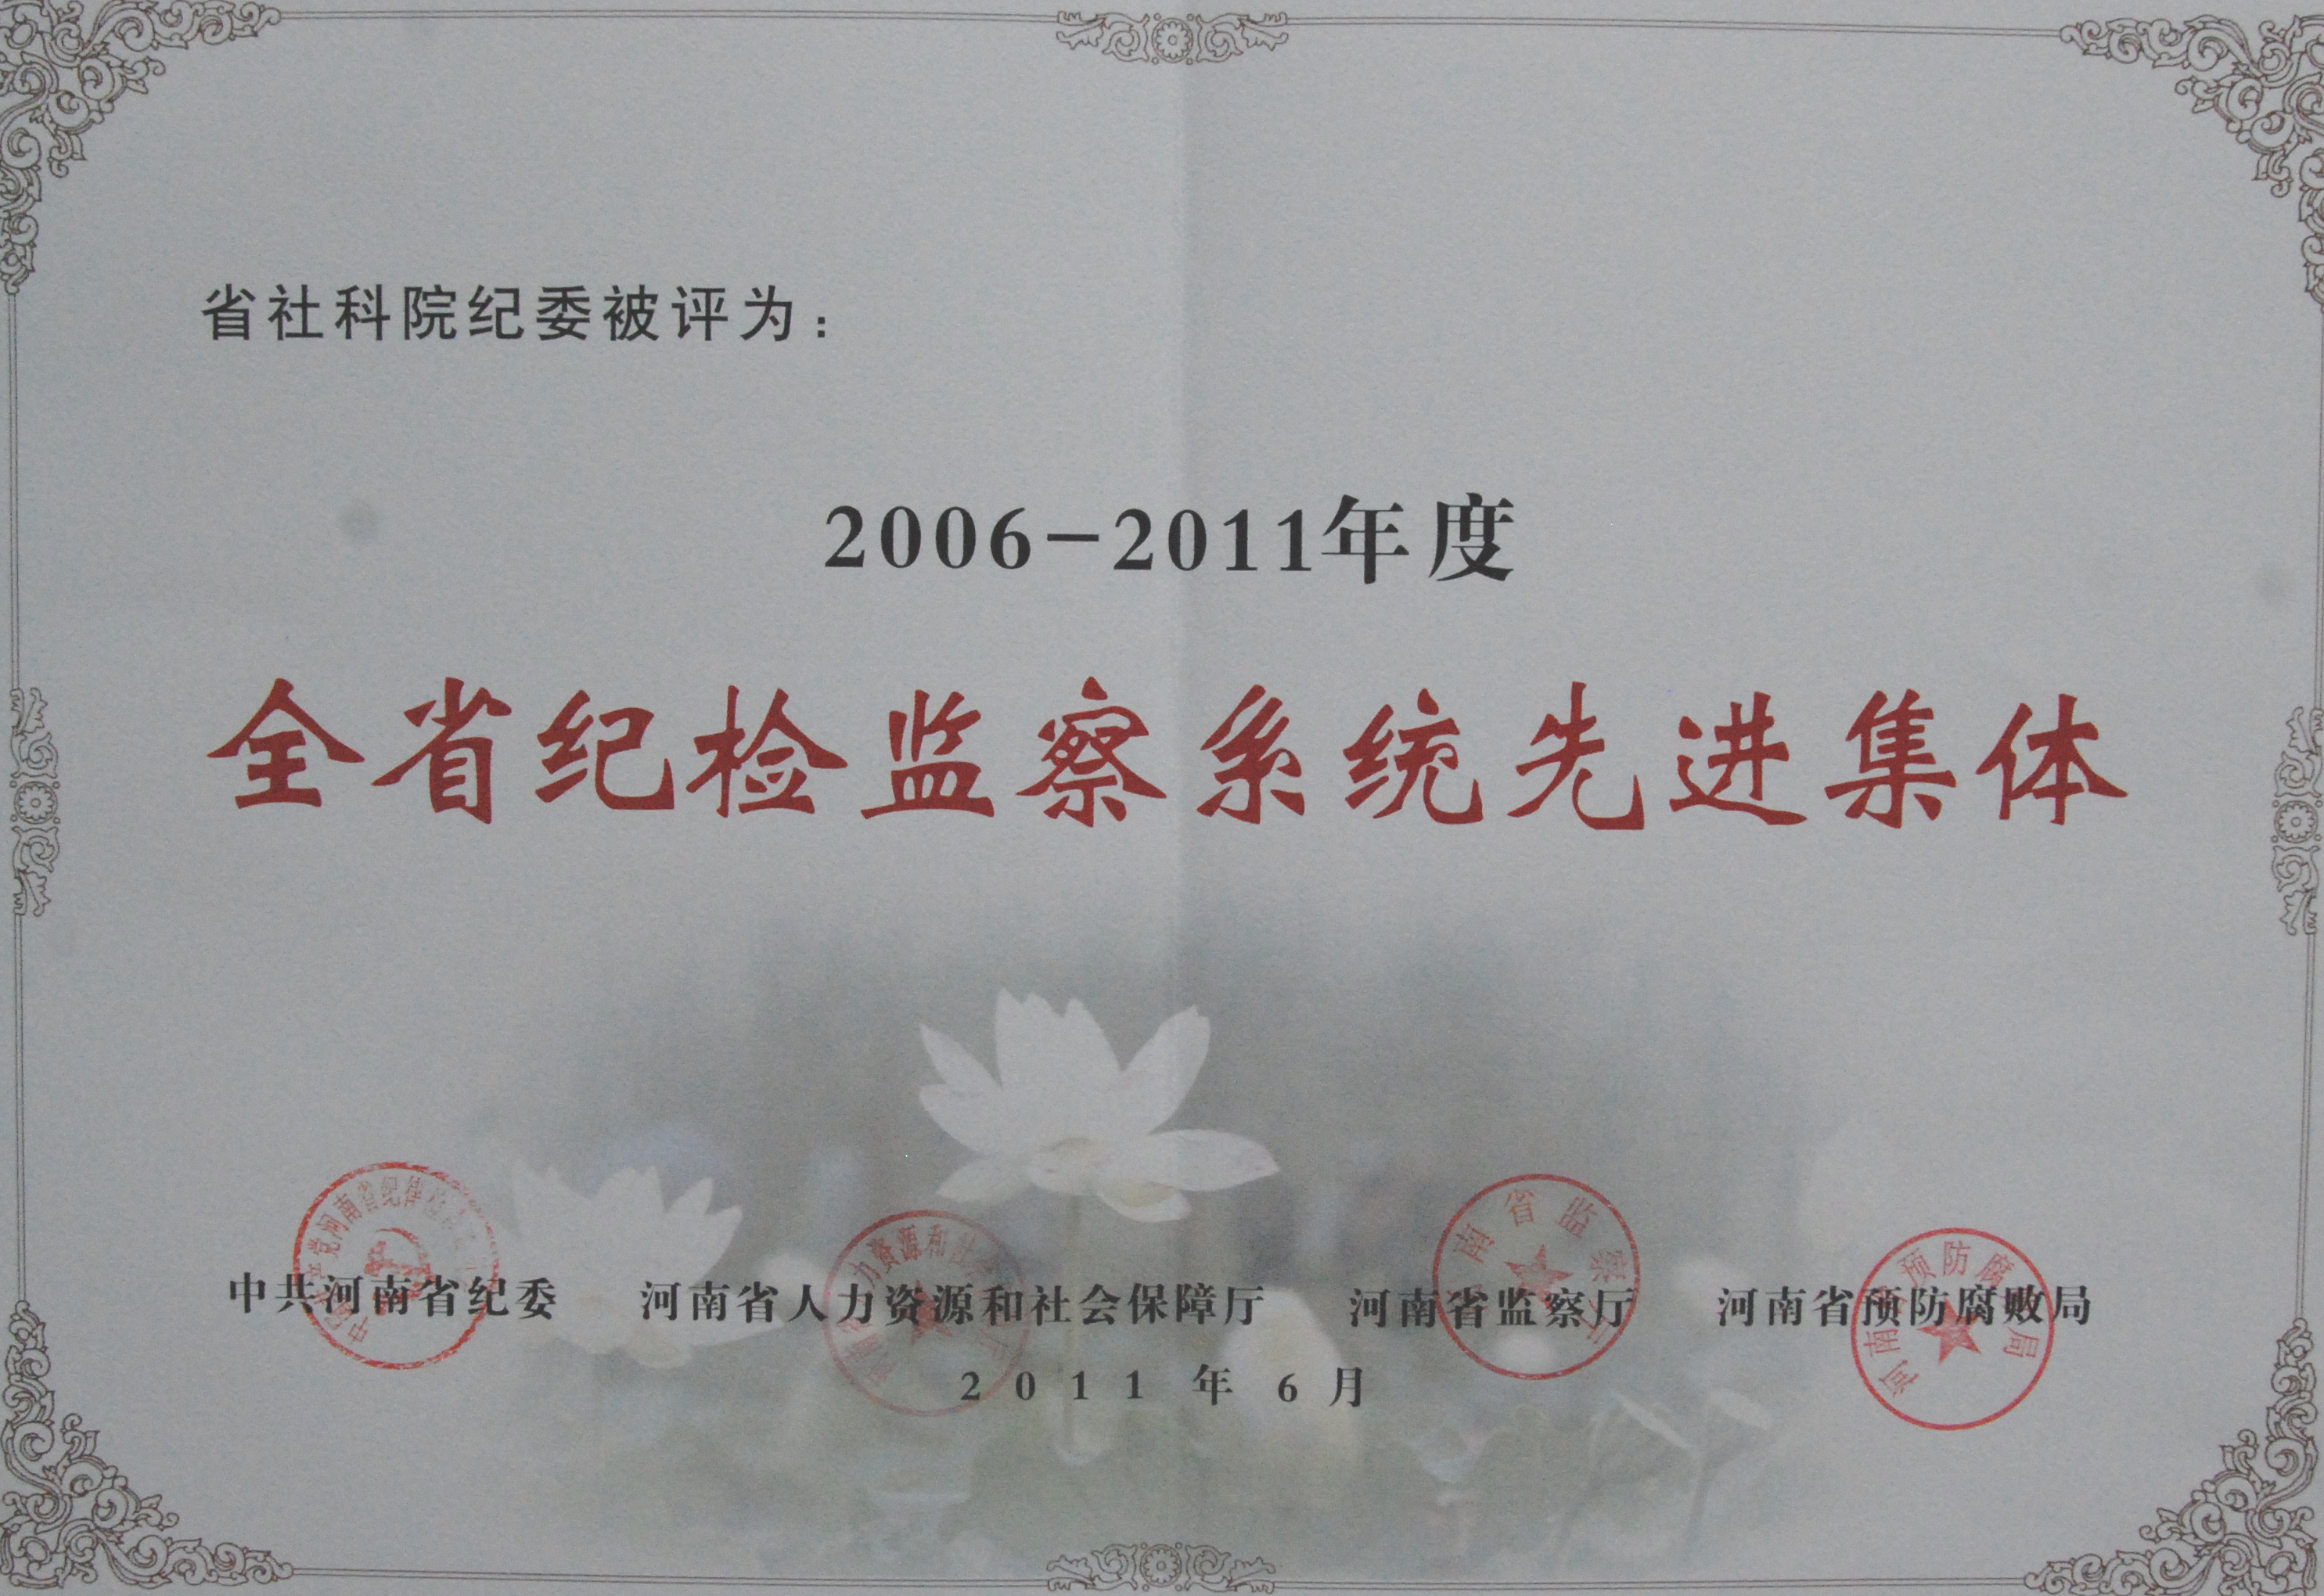 省社科院纪委被评为：
2006-2011年度
全省纪检监察系统先进集体
中共河南省纪委 河南省人力资源和社会保障厅 河南省监察厅 河南省预防腐败局
2011年6月